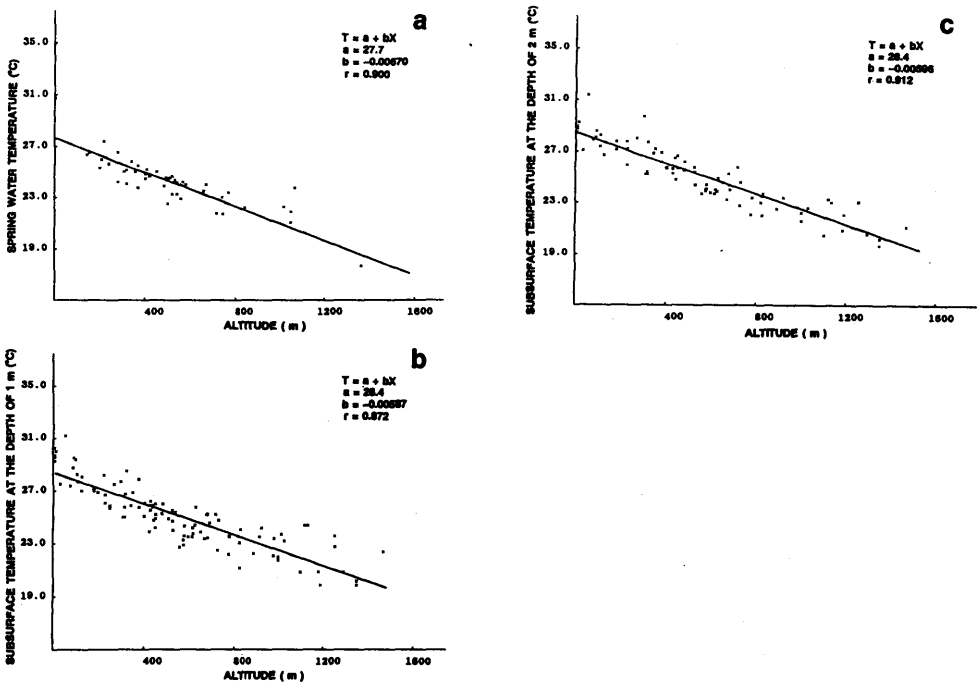 a
SPRING WATER TEMPERATURE (°C)
35.0
31.0
27.0
23.0
19.0
T = a + bX
a = 27.7
b = -0.00670
r = 0.900
400
800
1200
1600
ALTITUDE ( m )
c
SUBSURFACE TEMPERATURE AT THE DEPTH OF 2 m (°C)
35.0
31.0
27.0
23.0
19.0
T = a + bX
a = 28.4
r = 0.912
400
800
1200
1600
ALTITUDE ( m )
b
SUBSURFACE TEMPERATURE AT THE DEPTH OF 1 m (°C)
35.0
31.0
27.0
23.0
19.0
T = a + bX
a = 28.4
b = -0.00587
r = 0.872
400
800
1200
1600
ALTITUDE ( m )